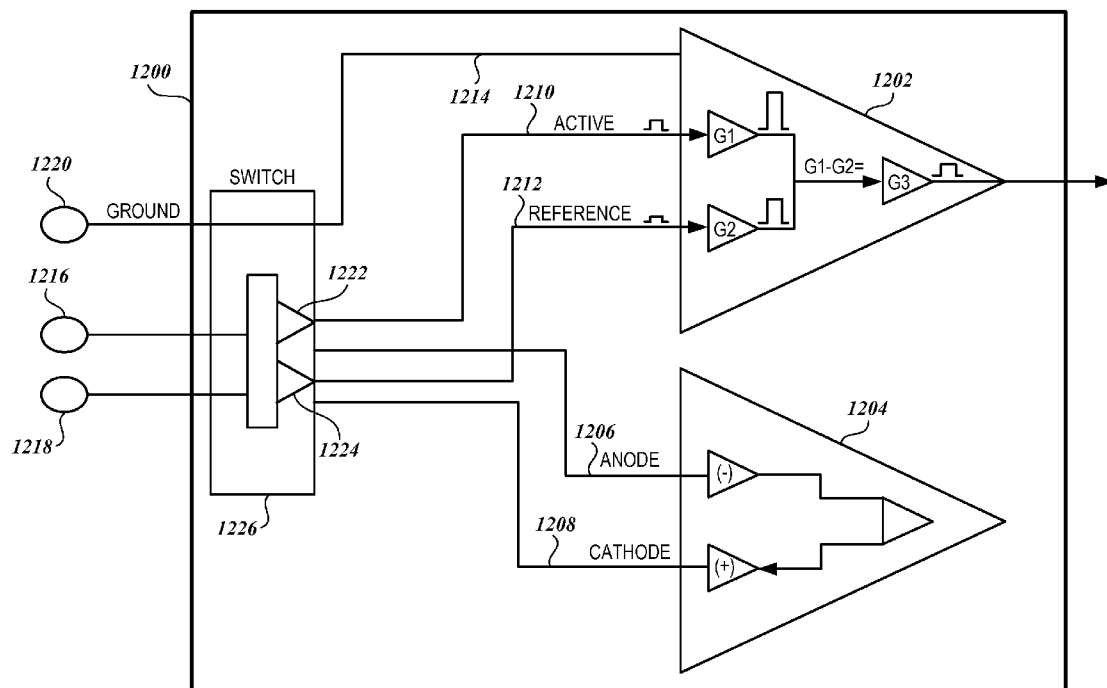 1200
1214
1210
1202
ACTIVE
G1
1220
SWITCH
G1-G2=
G3
GROUND
1212
REFERENCE
G2
1216
1222
1218
1224
1204
1206
ANODE
(-)
1226
1208
CATHODE
(+)